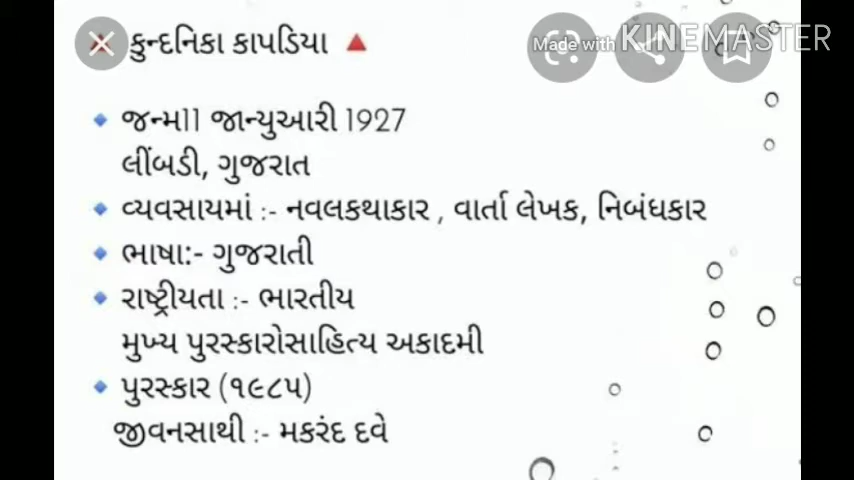 કુન્દનિકા કાપડિયા
Made with KINEMASTER
જન્મ11 જાન્યુઆરી 1927
લીંબડી, ગુજરાત
વ્યવસાયમાં :- નવલકથાકાર , વાર્તા લેખક, નિબંધકાર
ભાષા:- ગુજરાતી
રાષ્ટ્રીયતા :- ભારતીય
મુખ્ય પુરસ્કારોસાહિત્ય અકાદમી
પુરસ્કાર (૧૯૮૫)
જીવનસાથી :- મકરંદ દવે